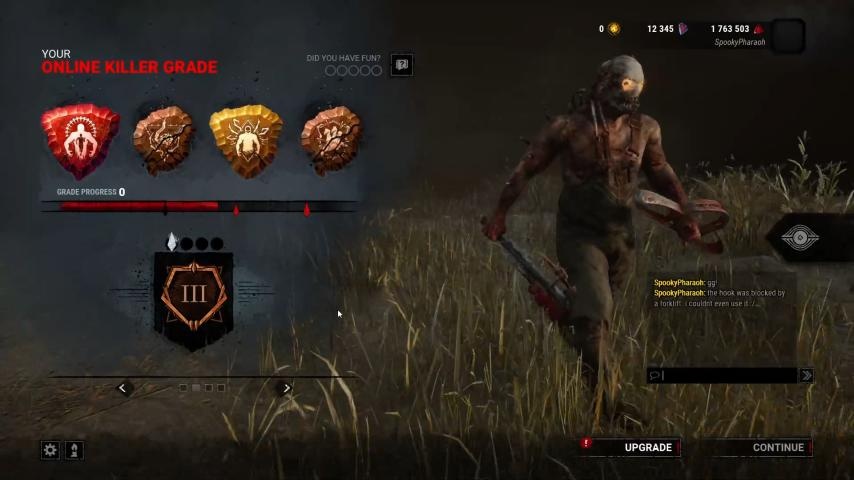 YOUR
ONLINE KILLER GRADE
DID YOU HAVE FUN?
0 12 345 1 763 503
SpookyPharaoh
GRADE PROGRESS 0
III
SpookyPharaoh: gg!
SpookyPharaoh: the hook was blocked by
a forklift. i couldnt even use it :/
UPGRADE
CONTINUE